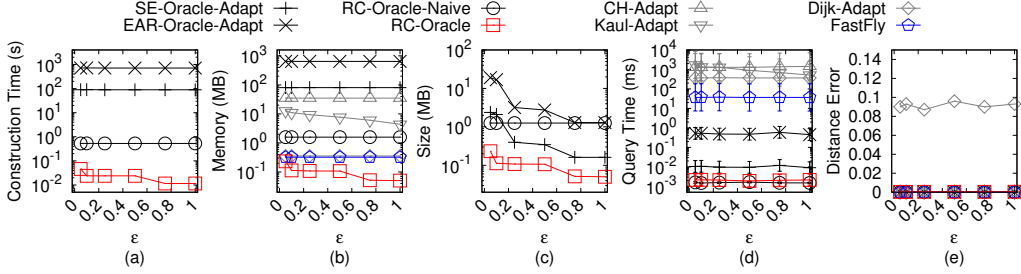 SE-Oracle-Adapt RC-Oracle-Naive CH-Adapt Dijk-Adapt
EAR-Oracle-Adapt RC-Oracle Kaul-Adapt FastFly
Construction Time (s)
10³
10²
10¹
10⁰
10⁻¹
10⁻²
0 0.2 0.4 0.6 0.8 1
ε
(a)
Memory (MB)
10³
10²
10¹
10⁰
10⁻¹
0 0.2 0.4 0.6 0.8 1
ε
(b)
Size (MB)
10²
10¹
10⁰
10⁻¹
0 0.2 0.4 0.6 0.8 1
ε
(c)
Query Time (ms)
10⁴
10³
10²
10¹
10⁰
10⁻¹
10⁻²
10⁻³
0 0.2 0.4 0.6 0.8 1
ε
(d)
Distance Error
0.14
0.12
0.1
0.08
0.06
0.04
0.02
0
0 0.2 0.4 0.6 0.8 1
ε
(e)